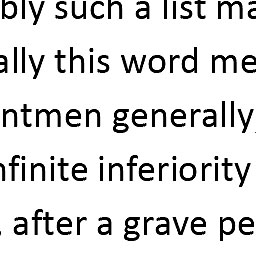 bly such a list ma
ally this word me
ntmen generally,
nfinite inferiority
, after a grave pe